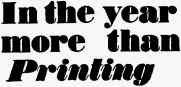 In the year
more than
Printing